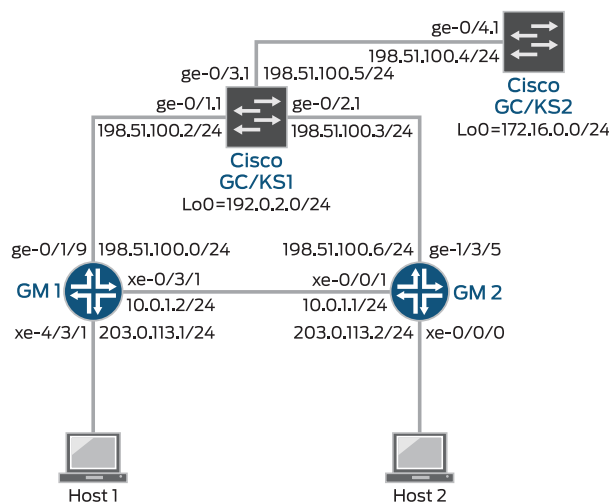 ge-0/4.1
198.51.100.4/24
Cisco
GC/KS2
Lo0=172.16.0.0/24
ge-0/3.1 198.51.100.5/24
ge-0/1.1 ge-0/2.1
198.51.100.2/24 198.51.100.3/24
Cisco
GC/KS1
Lo0=192.0.2.0/24
ge-0/1/9 198.51.100.0/24 198.51.100.6/24 ge-1/3/5
GM 1 xe-0/3/1 xe-0/0/1 GM 2
10.0.1.2/24 10.0.1.1/24
xe-4/3/1 203.0.113.1/24 203.0.113.2/24 xe-0/0/0
Host 1 Host 2